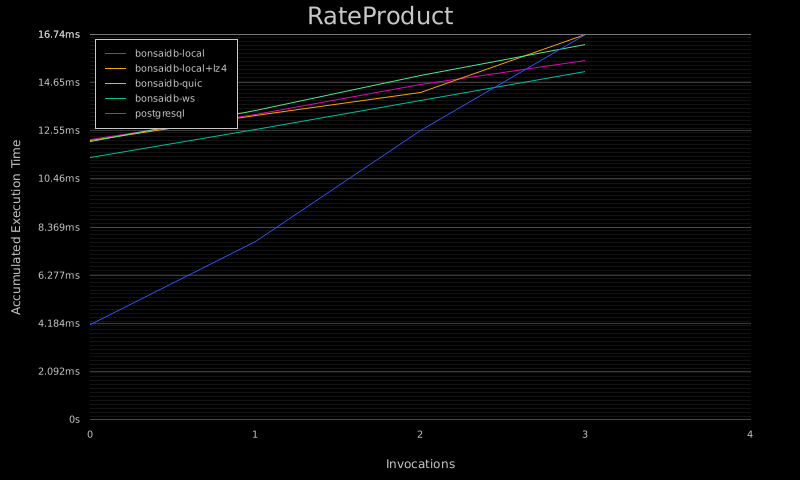 RateProduct
16.74ms
14.65ms
12.55ms
10.46ms
8.369ms
6.277ms
4.184ms
2.092ms
0s
bonsaidb-local
bonsaidb-local+lz4
bonsaidb-quic
bonsaidb-ws
postgresql
Accumulated Execution Time
0
1
2
3
4
Invocations